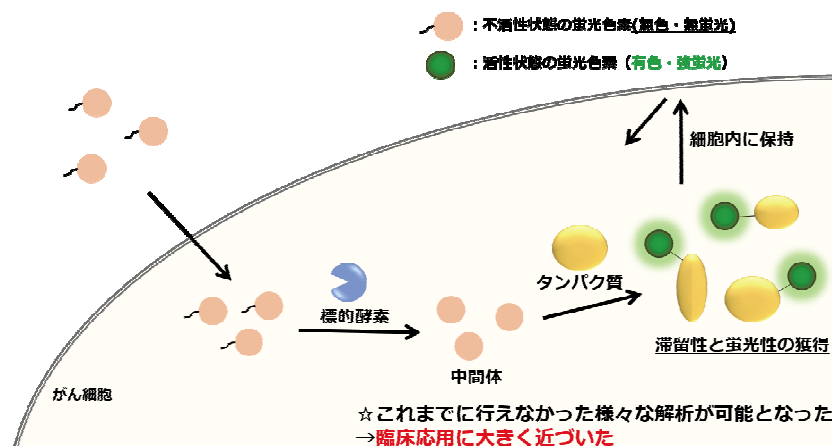 ：不活性状態の蛍光色素(無色・無蛍光)
：活性状態の蛍光色素（有色・強蛍光）
細胞内に保持
タンパク質
標的酵素
滞留性と蛍光性の獲得
中間体
がん細胞
☆これまでに行えなかった様々な解析が可能となった
→臨床応用に大きく近づいた